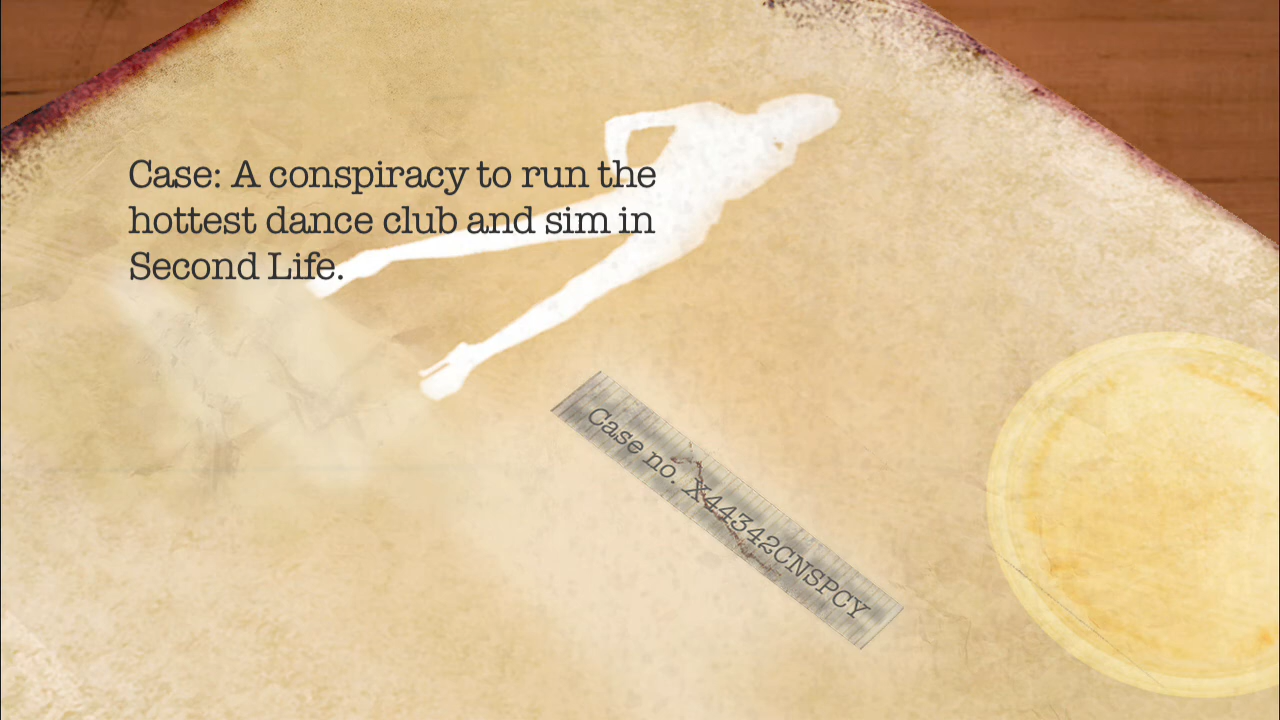 Case: A conspiracy to run the
hottest dance club and sim in
Second Life.
Case no. X44342CNSPCY